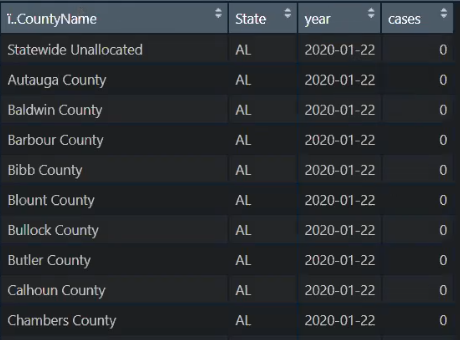 ï..CountyName State year cases
Statewide Unallocated AL 2020-01-22 0
Autauga County AL 2020-01-22 0
Baldwin County AL 2020-01-22 0
Barbour County AL 2020-01-22 0
Bibb County AL 2020-01-22 0
Blount County AL 2020-01-22 0
Bullock County AL 2020-01-22 0
Butler County AL 2020-01-22 0
Calhoun County AL 2020-01-22 0
Chambers County AL 2020-01-22 0